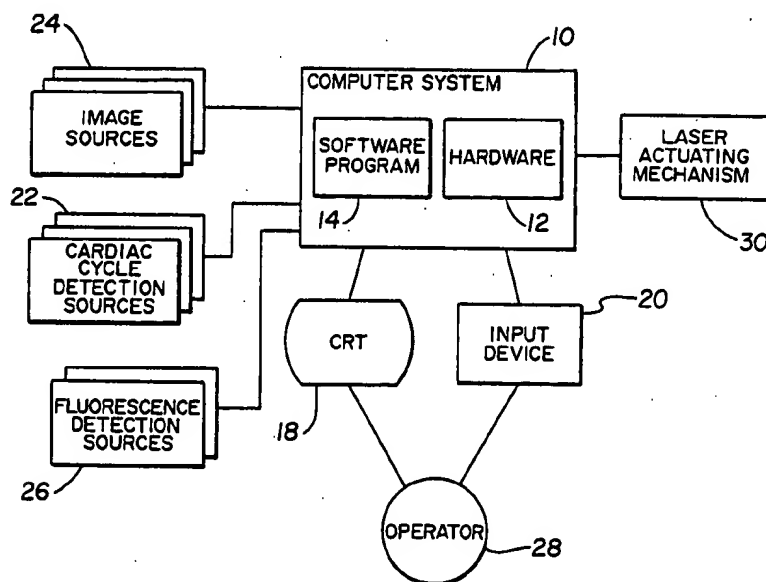 24
IMAGE
SOURCES
22
CARDIAC
CYCLE
DETECTION
SOURCES
FLUORESCENCE
DETECTION
SOURCES
26
10
COMPUTER SYSTEM
SOFTWARE
PROGRAM
14
HARDWARE
12
LASER
ACTUATING
MECHANISM
30
CRT
18
INPUT
DEVICE
20
OPERATOR
28